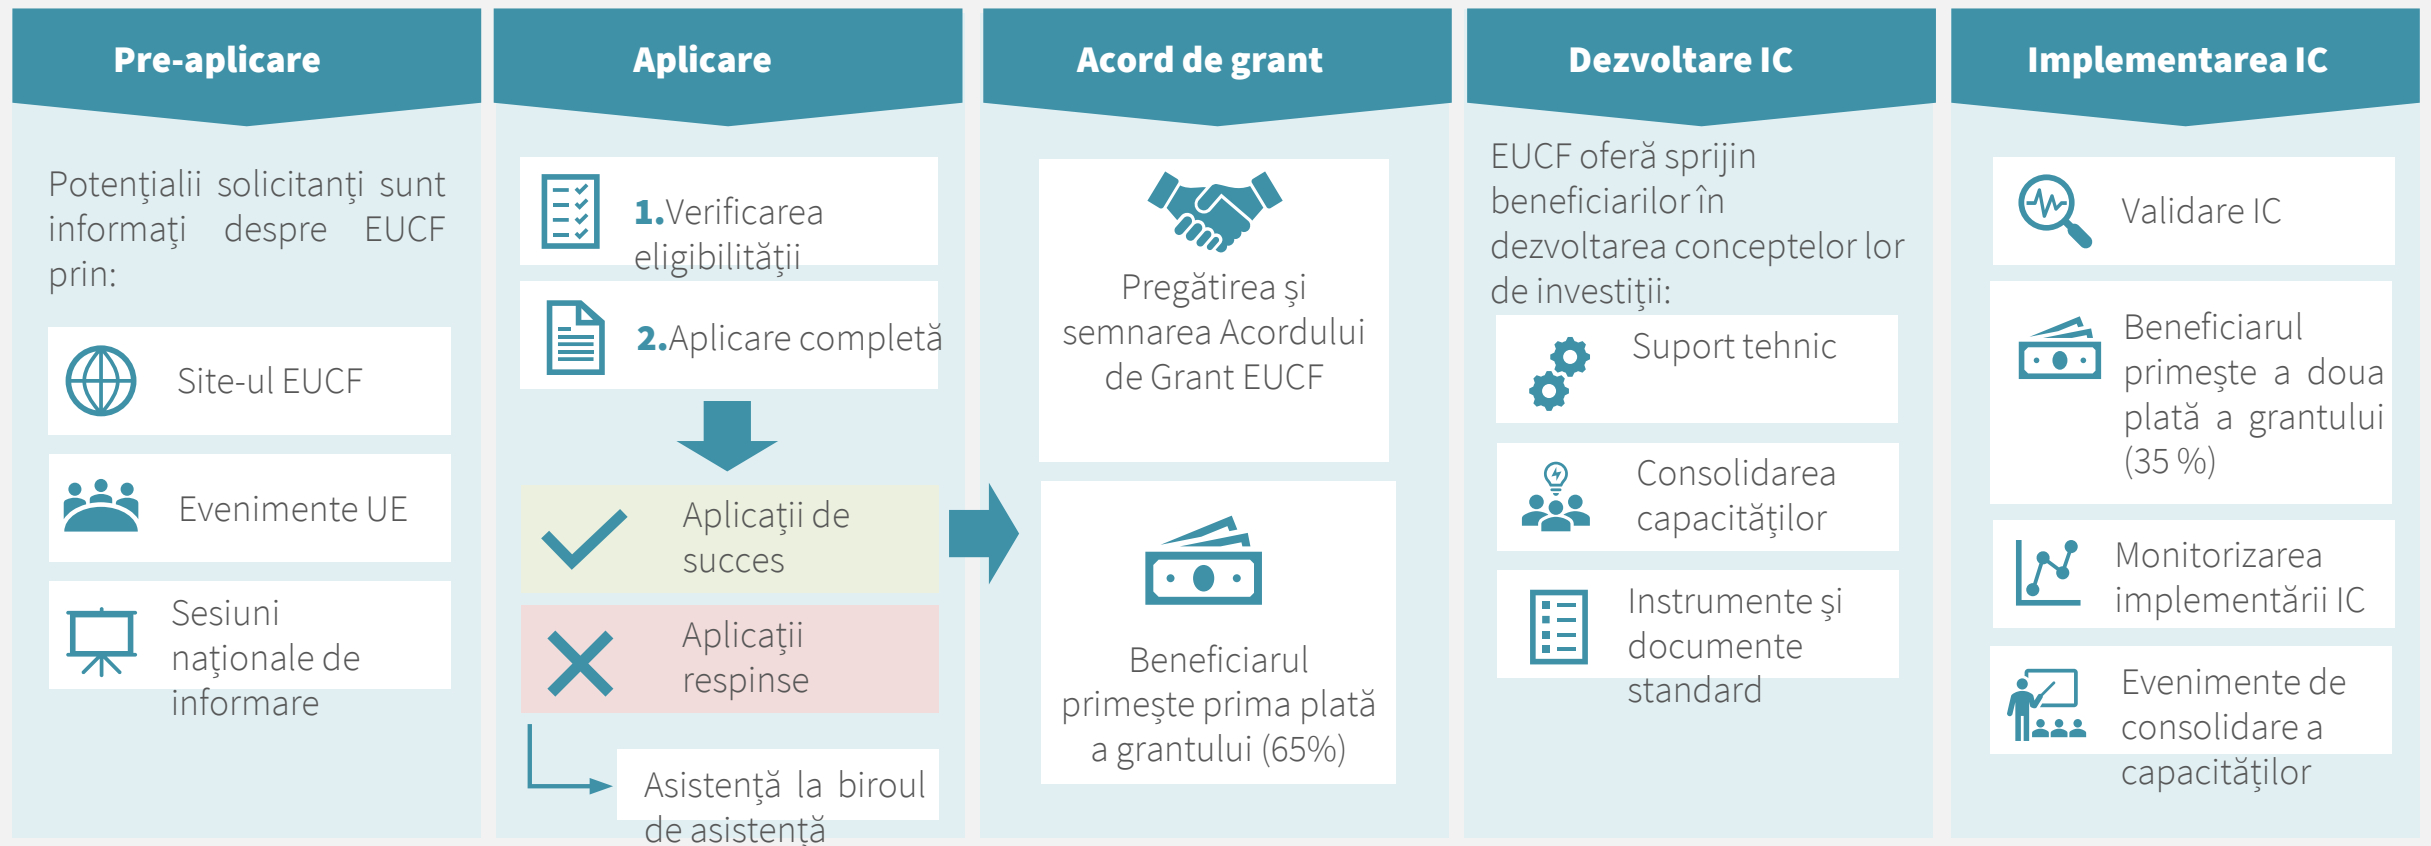 Pre-aplicare
Potențialii solicitanți sunt
informați despre EUCF
prin:
Site-ul EUCF
Evenimente UE
Sesiuni
naționale de
informare
Aplicare
1.Verificarea
eligibilității
2.Aplicare completă
Aplicații de
succes
Aplicații
respinse
Asistență la biroul
de asistență
Acord de grant
Pregătirea și
semnarea Acordului
de Grant EUCF
Beneficiarul
primește prima plată
a grantului (65%)
Dezvoltare IC
EUCF oferă sprijin
beneficiarilor în
dezvoltarea conceptelor lor
de investiții:
Suport tehnic
Consolidarea
capacităților
Instrumente și
documente
standard
Implementarea IC
Validare IC
Beneficiarul
primește a doua
plată a grantului
(35 %)
Monitorizarea
implementării IC
Evenimente de
consolidare a
capacităților